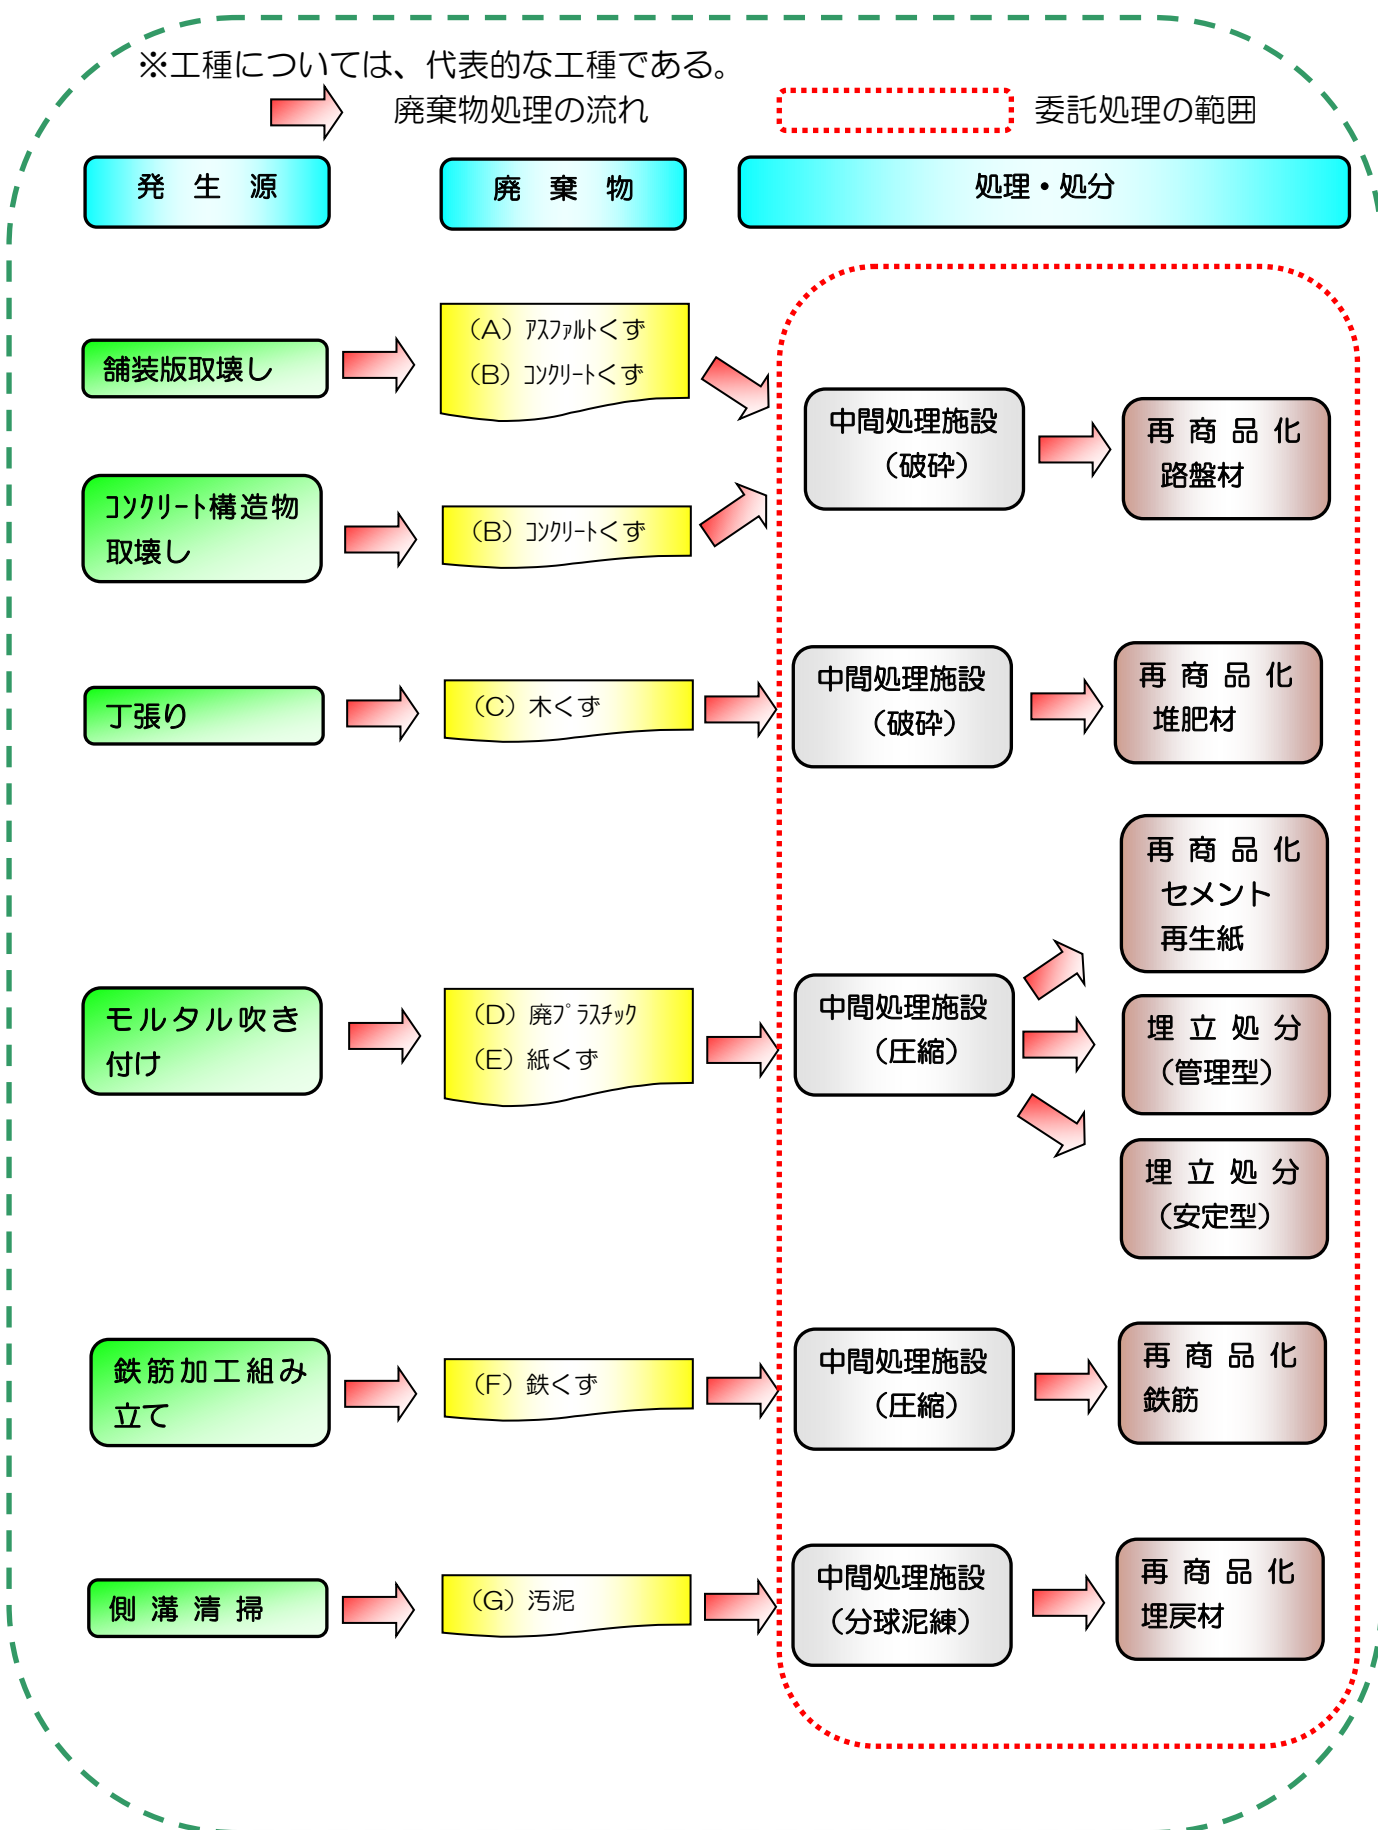 ※工種については、代表的な工種である。
廃棄物処理の流れ
委託処理の範囲
発 生 源
廃 棄 物
処理・処分
舗装版取壊し
(A) ｱｽﾌｧﾙﾄくず
(B) ｺﾝｸﾘｰﾄくず
中間処理施設
(破砕)
再 商 品 化
路盤材
ｺﾝｸﾘｰﾄ構造物
取壊し
(B) ｺﾝｸﾘｰﾄくず
丁張り
(C) 木くず
中間処理施設
(破砕)
再 商 品 化
堆肥材
モルタル吹き
付け
(D) 廃ﾌﾟﾗｽﾁｯｸ
(E) 紙くず
中間処理施設
(圧縮)
再 商 品 化
セメント
再生紙
埋 立 処 分
(管理型)
埋 立 処 分
(安定型)
鉄筋加工組み
立て
(F) 鉄くず
中間処理施設
(圧縮)
再 商 品 化
鉄筋
側 溝 清 掃
(G) 汚泥
中間処理施設
(分球泥練)
再 商 品 化
埋戻材